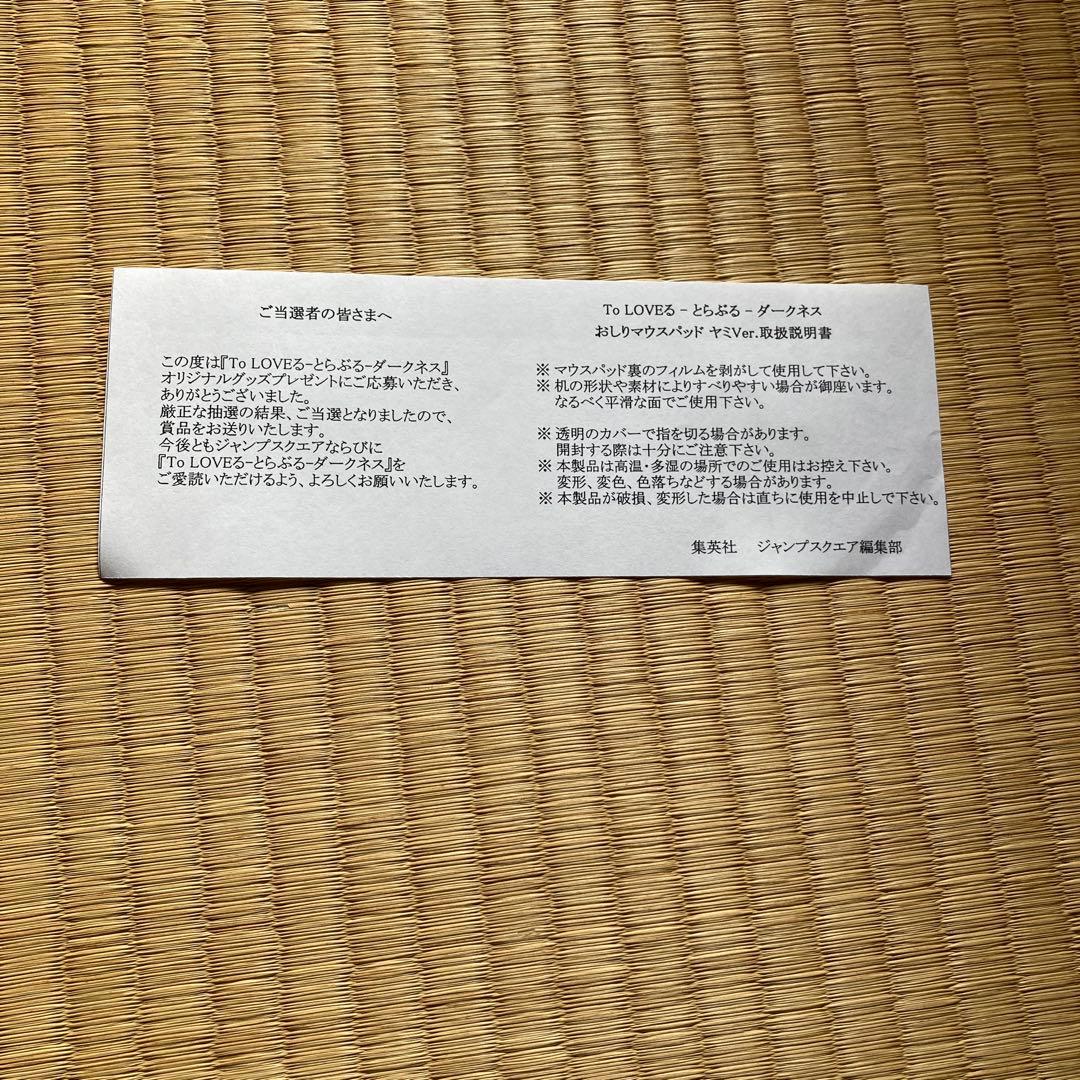 ご当選者の皆さまへ
この度は『To LOVEる-とらぶる-ダークネス』
オリジナルグッズプレゼントにご応募いただき、
ありがとうございました。
厳正な抽選の結果、ご当選となりましたので、
賞品をお送りいたします。
今後ともジャンプスクエアならびに
『To LOVEる-とらぶる-ダークネス』を
ご愛読いただけるよう、よろしくお願いいたします。
To LOVEる - とらぶる - ダークネス
おしりマウスパッド ヤミVer.取扱説明書
※ マウスパッド裏のフィルムを剥がして使用して下さい。
※ 机の形状や素材によりすべりやすい場合が御座います。
なるべく平滑な面でご使用下さい。
※ 透明のカバーで指を切る場合があります。
開封する際は十分にご注意下さい。
※ 本製品は高温・多湿の場所でのご使用はお控え下さい。
変形、変色、色落ちなどする場合があります。
※ 本製品が破損、変形した場合は直ちに使用を中止しで下さい。
集英社 ジャンプスクエア編集部